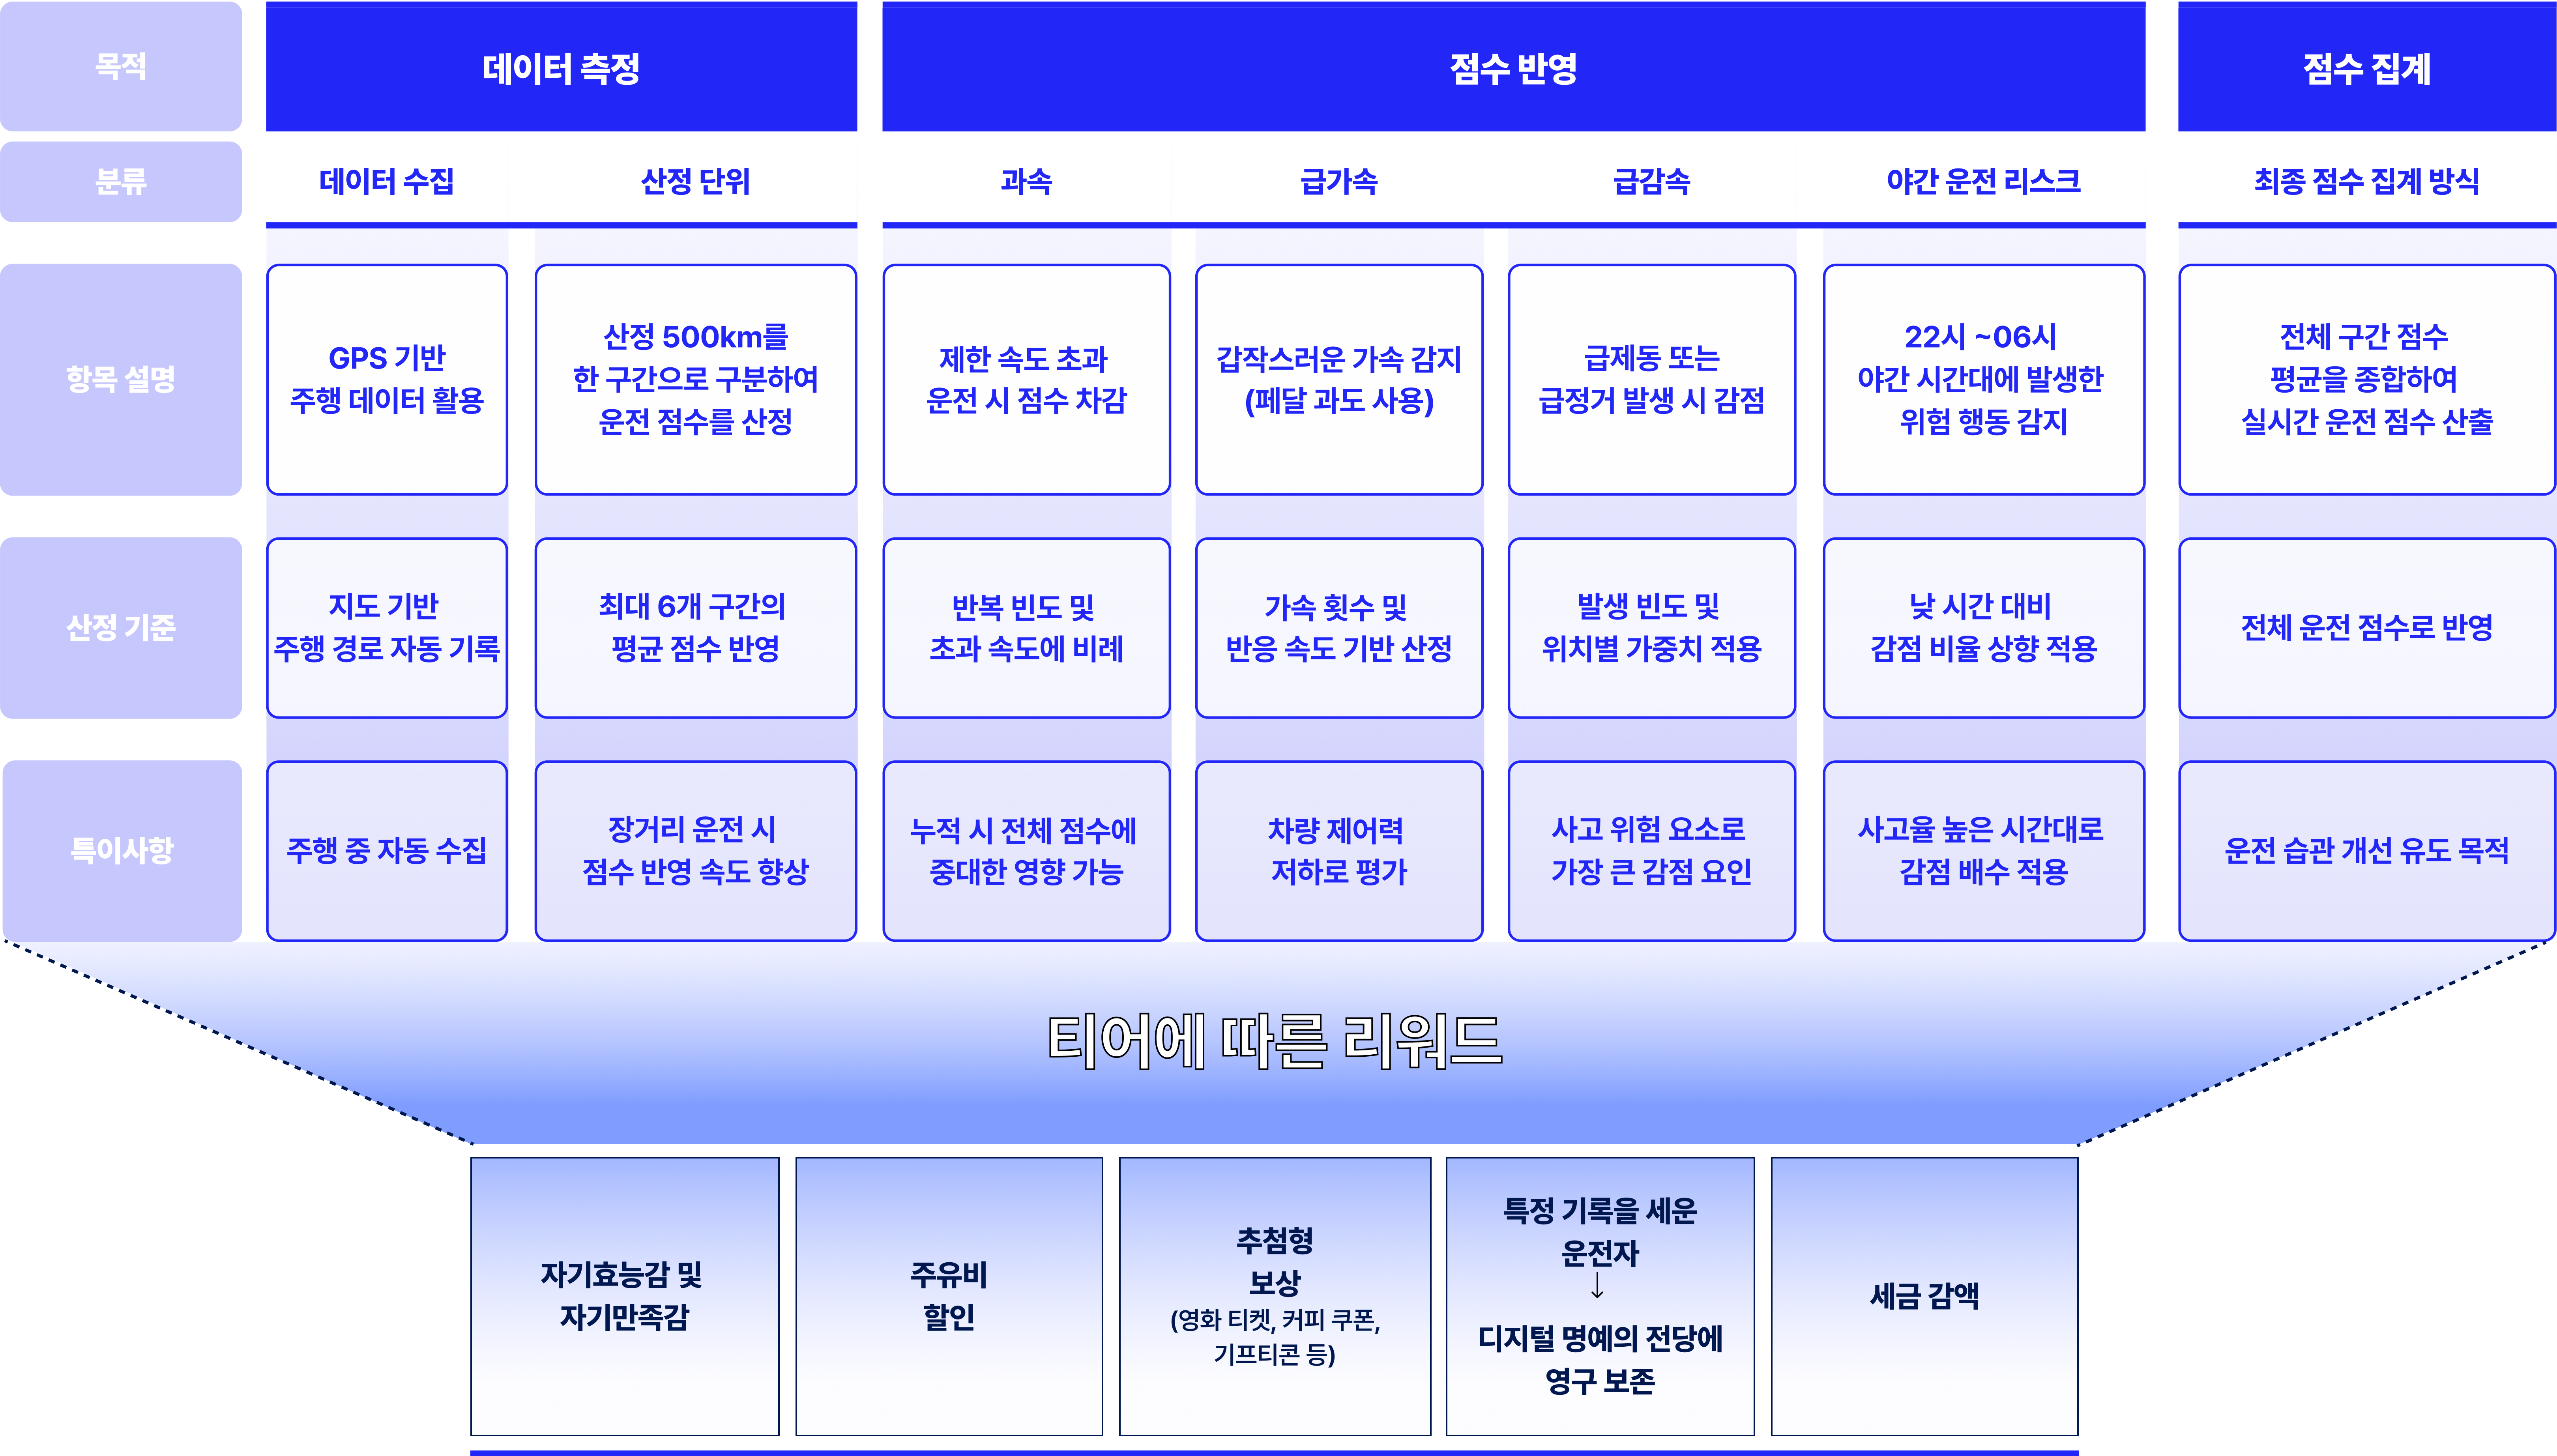 목적
데이터 측정
점수 반영
점수 집계
분류
데이터 수집
산정 단위
과속
급가속
급감속
야간 운전 리스크
최종 점수 집계 방식
항목 설명
GPS 기반
주행 데이터 활용
산정 500km를
한 구간으로 구분하여
운전 점수를 산정
제한 속도 초과
운전 시 점수 차감
갑작스러운 가속 감지
(페달 과도 사용)
급제동 또는
급정거 발생 시 감점
22시 ~06시
야간 시간대에 발생한
위험 행동 감지
전체 구간 점수
평균을 종합하여
실시간 운전 점수 산출
산정 기준
지도 기반
주행 경로 자동 기록
최대 6개 구간의
평균 점수 반영
반복 빈도 및
초과 속도에 비례
가속 횟수 및
반응 속도 기반 산정
발생 빈도 및
위치별 가중치 적용
낮 시간 대비
감점 비율 상향 적용
전체 운전 점수로 반영
특이사항
주행 중 자동 수집
장거리 운전 시
점수 반영 속도 향상
누적 시 전체 점수에
중대한 영향 가능
차량 제어력
저하로 평가
사고 위험 요소로
가장 큰 감점 요인
사고율 높은 시간대로
감점 배수 적용
운전 습관 개선 유도 목적
티어에 따른 리워드
자기효능감 및
자기만족감
주유비
할인
추첨형
보상
(영화 티켓, 커피 쿠폰,
기프티콘 등)
특정 기록을 세운
운전자
↓
디지털 명예의 전당에
영구 보존
세금 감액